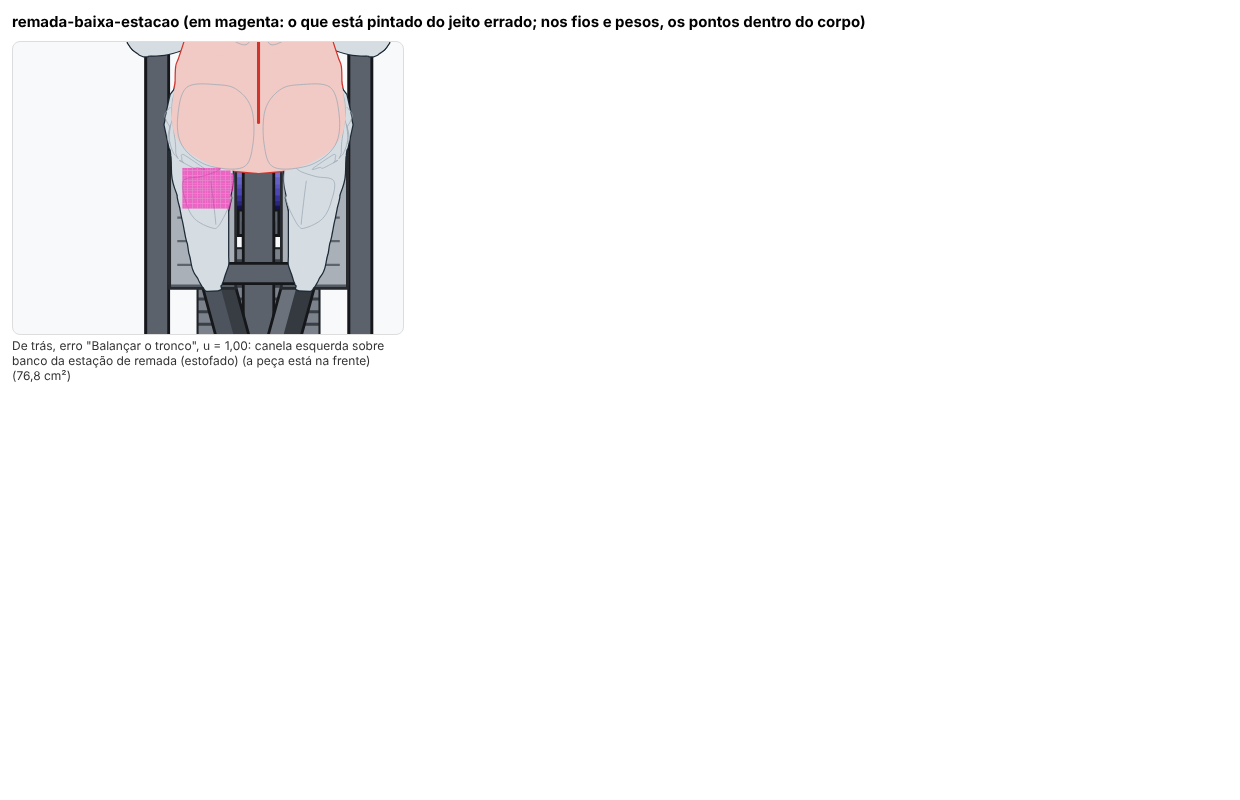 remada-baixa-estacao (em magenta: o que está pintado do jeito errado; nos fios e pesos, os pontos dentro do corpo)
De trás, erro "Balançar o tronco", u = 1,00: canela esquerda sobre
banco da estação de remada (estofado) (a peça está na frente)
(76,8 cm²)